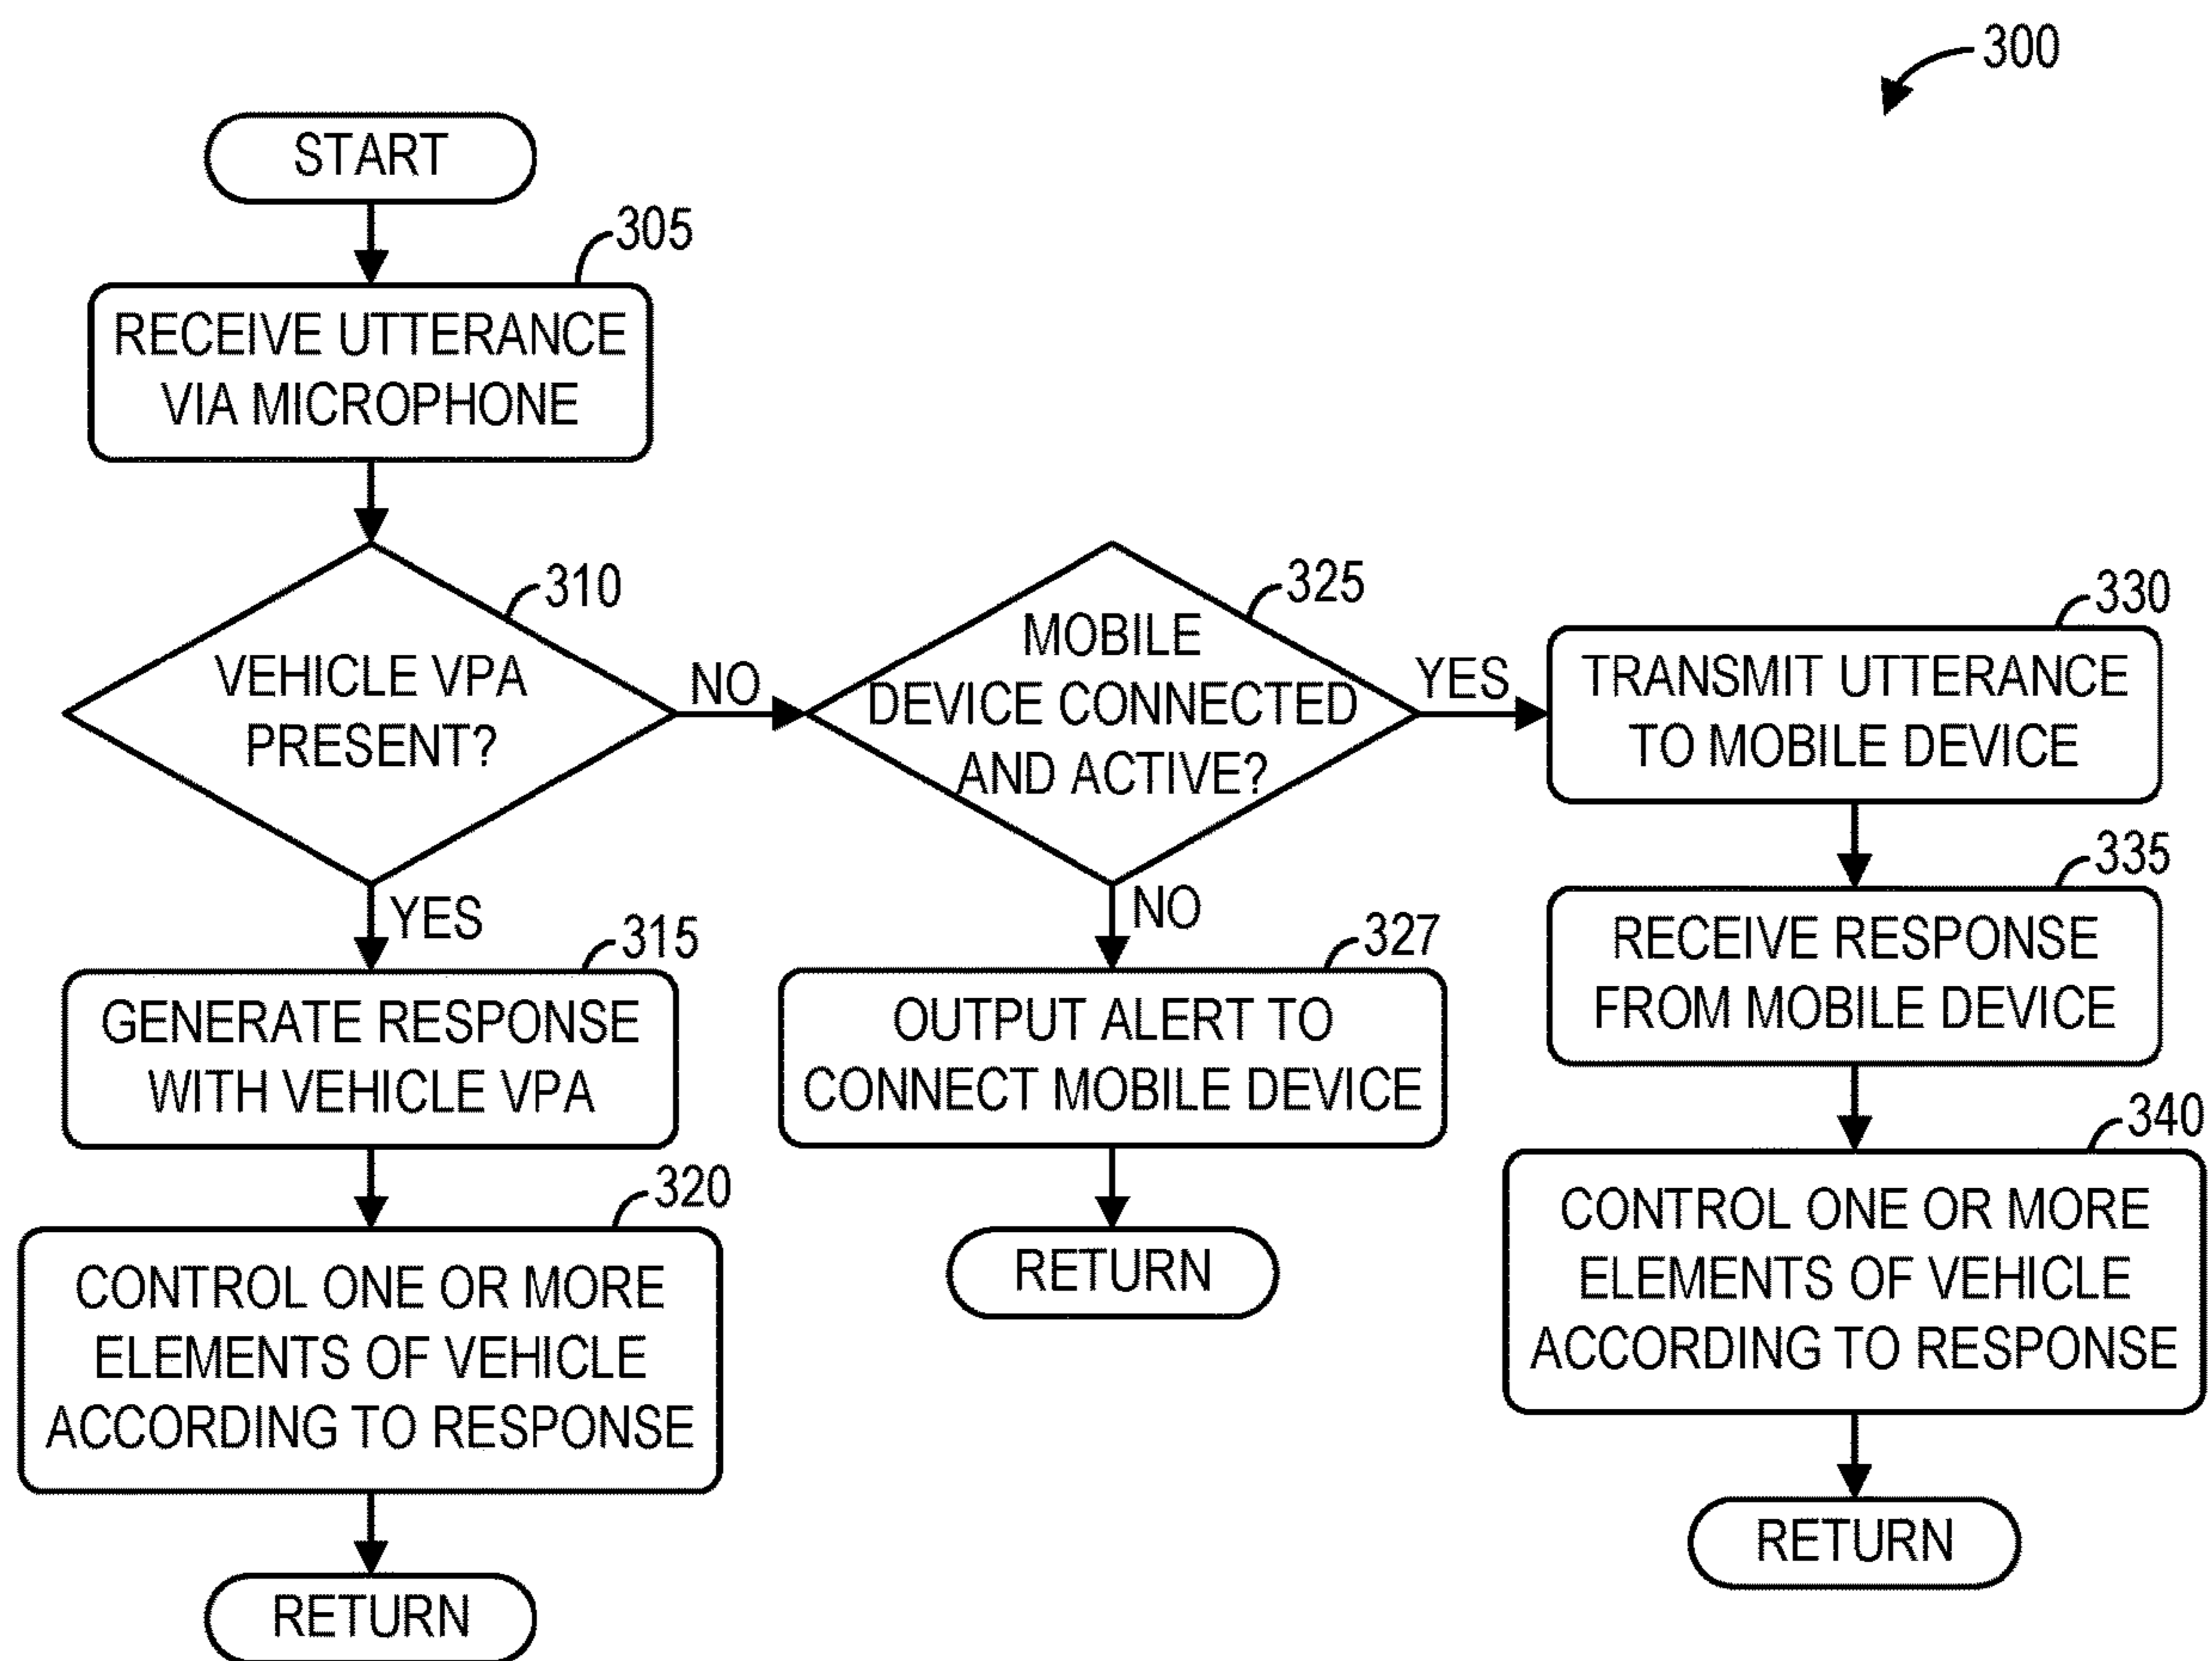 300
START
305
RECEIVE UTTERANCE
VIA MICROPHONE
310
VEHICLE VPA
PRESENT?
NO
YES
315
GENERATE RESPONSE
WITH VEHICLE VPA
320
CONTROL ONE OR MORE
ELEMENTS OF VEHICLE
ACCORDING TO RESPONSE
RETURN
325
MOBILE
DEVICE CONNECTED
AND ACTIVE?
YES
NO
327
OUTPUT ALERT TO
CONNECT MOBILE DEVICE
RETURN
330
TRANSMIT UTTERANCE
TO MOBILE DEVICE
335
RECEIVE RESPONSE
FROM MOBILE DEVICE
340
CONTROL ONE OR MORE
ELEMENTS OF VEHICLE
ACCORDING TO RESPONSE
RETURN